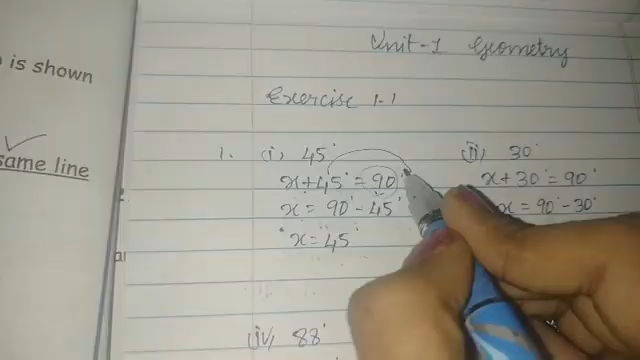 is shown
same line
Unit-1 Geometry
Exercise 1.1
1. (i) 45°
x+45°=90°
x= 90°-45°
x=45°
(ii) 30°
x+30°=90°
x=90°-30°
(iv) 88°